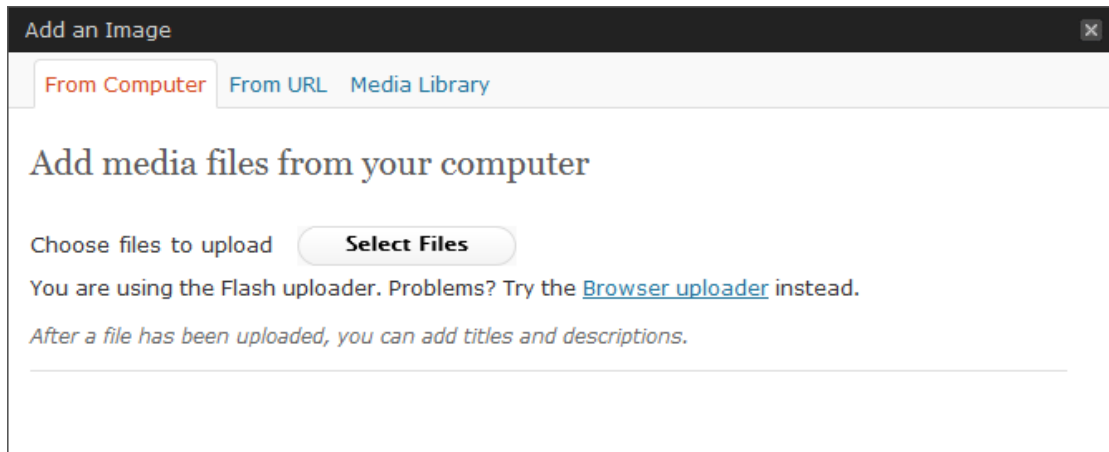 Add an Image
From Computer From URL Media Library
Add media files from your computer
Choose files to upload Select Files
You are using the Flash uploader. Problems? Try the Browser uploader instead.
After a file has been uploaded, you can add titles and descriptions.